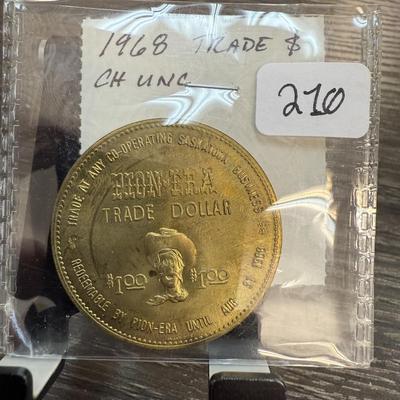 1968 TRADE $
CH UNC
210
TRADE AT ANY CO-OPERATING SASKATOON BUSINESS
PION-ERA
TRADE DOLLAR
$1.00 $1.00
REDEEMABLE BY PION-ERA UNTIL AUG. 31 1968